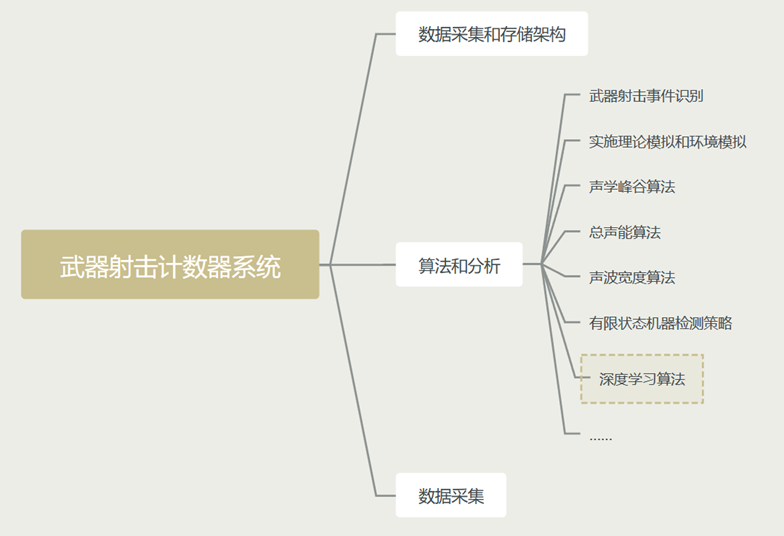 数据采集和存储架构
武器射击事件识别
实施理论模拟和环境模拟
声学峰谷算法
总声能算法
武器射击计数器系统
算法和分析
声波宽度算法
有限状态机器检测策略
深度学习算法
......
数据采集